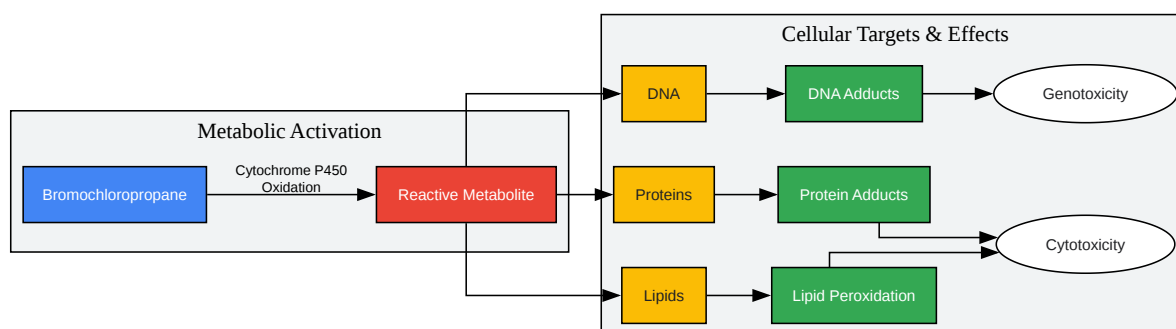 Cellular Targets & Effects
DNA
DNA Adducts
Genotoxicity
Metabolic Activation
Bromochloropropane
Cytochrome P450
Oxidation
Reactive Metabolite
Proteins
Protein Adducts
Cytotoxicity
Lipids
Lipid Peroxidation